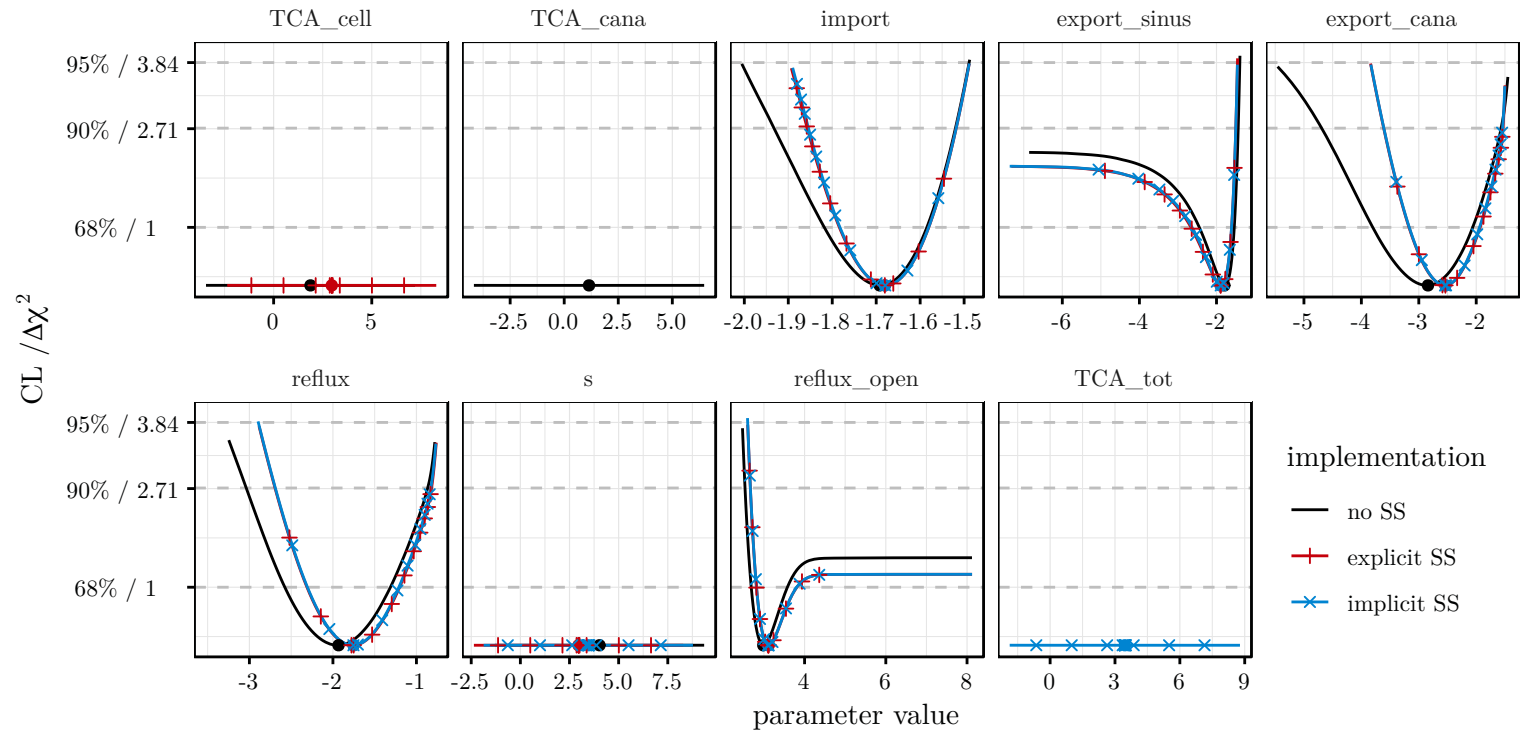 TCA_cell TCA_cana import export_sinus export_cana
95% / 3.84
90% / 2.71
68% / 1
0 5 -2.5 0.0 2.5 5.0 -2.0 -1.9 -1.8 -1.7 -1.6 -1.5 -6 -4 -2 -5 -4 -3 -2
CL /Δχ²
reflux s reflux_open TCA_tot
95% / 3.84
90% / 2.71
68% / 1
-3 -2 -1 -2.5 0.0 2.5 5.0 7.5 4 6 8 0 3 6 9
parameter value
implementation
no SS
explicit SS
implicit SS